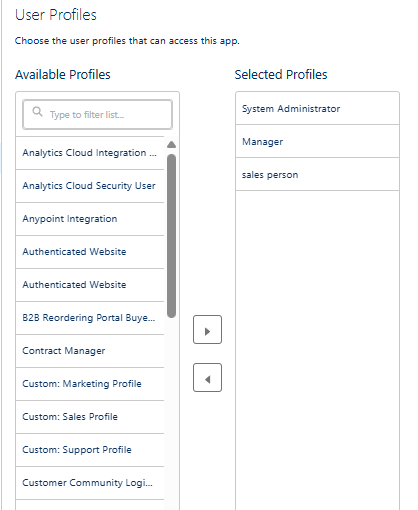 User Profiles
Choose the user profiles that can access this app.
Available Profiles
Type to filter list...
Analytics Cloud Integration ...
Analytics Cloud Security User
Anypoint Integration
Authenticated Website
Authenticated Website
B2B Reordering Portal Buye...
Contract Manager
Custom: Marketing Profile
Custom: Sales Profile
Custom: Support Profile
Customer Community Logi...
Selected Profiles
System Administrator
Manager
sales person